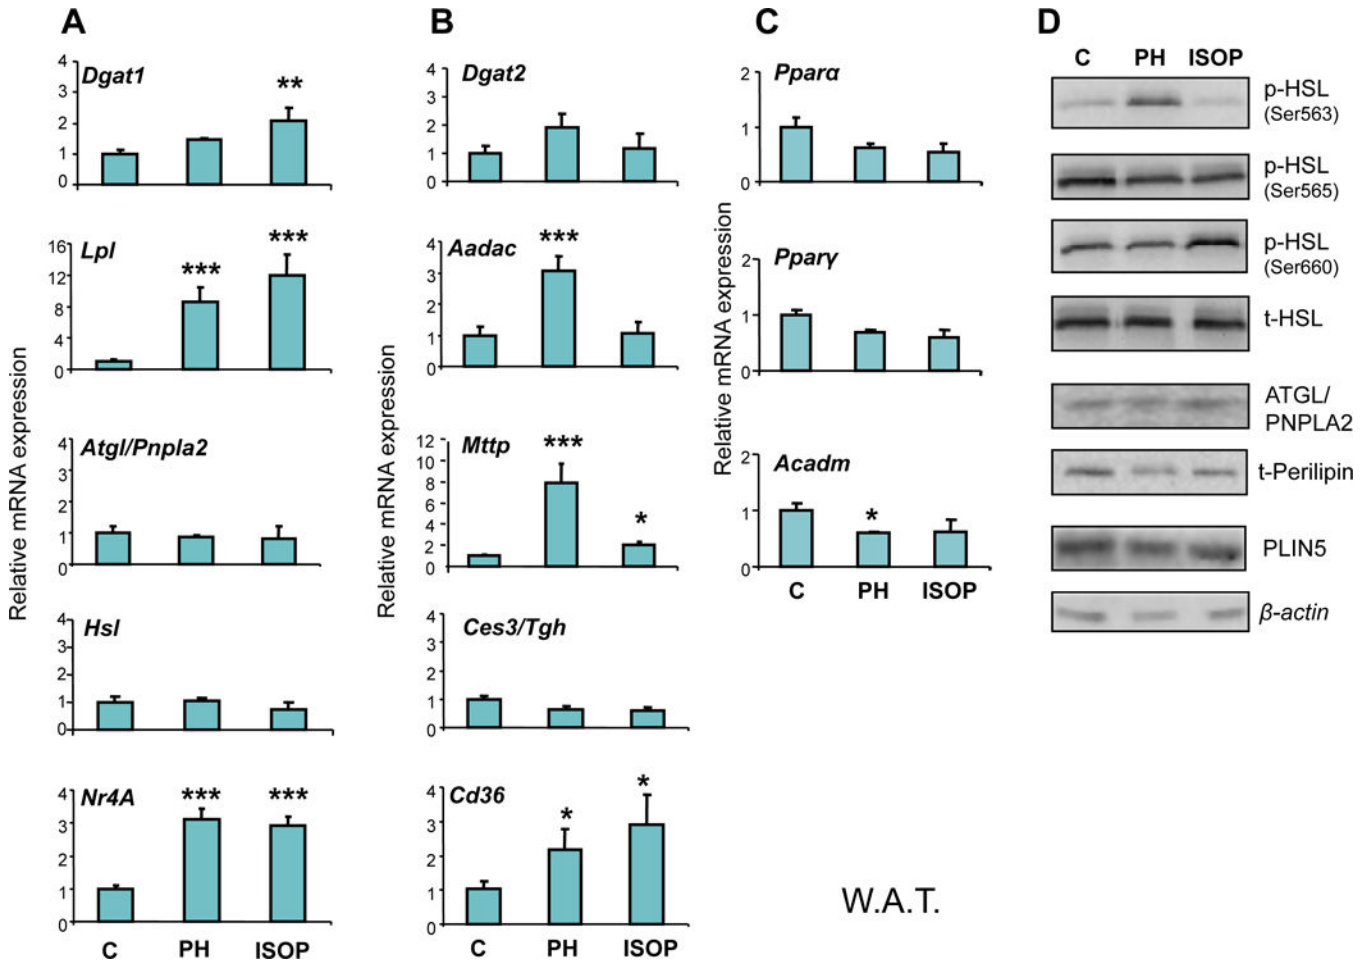 A
Relative mRNA expression
Dgat1
4
3
2
1
0
**
Lpl
16
12
8
4
0
***
***
Atgl/Pnpla2
4
3
2
1
0
Hsl
4
3
2
1
0
Nr4A
4
3
2
1
0
***
***
C PH ISOP
B
Relative mRNA expression
Dgat2
4
3
2
1
0
Aadac
4
3
2
1
0
***
Mttp
12
10
8
6
4
2
0
***
*
Ces3/Tgh
4
3
2
1
0
Cd36
4
3
2
1
0
*
*
C PH ISOP
C
Relative mRNA expression
Pparα
2
1
0
Pparγ
2
1
0
Acadm
2
1
0
*
C PH ISOP
D
C PH ISOP
p-HSL
(Ser563)
p-HSL
(Ser565)
p-HSL
(Ser660)
t-HSL
ATGL/
PNPLA2
t-Perilipin
PLIN5
β-actin
W.A.T.